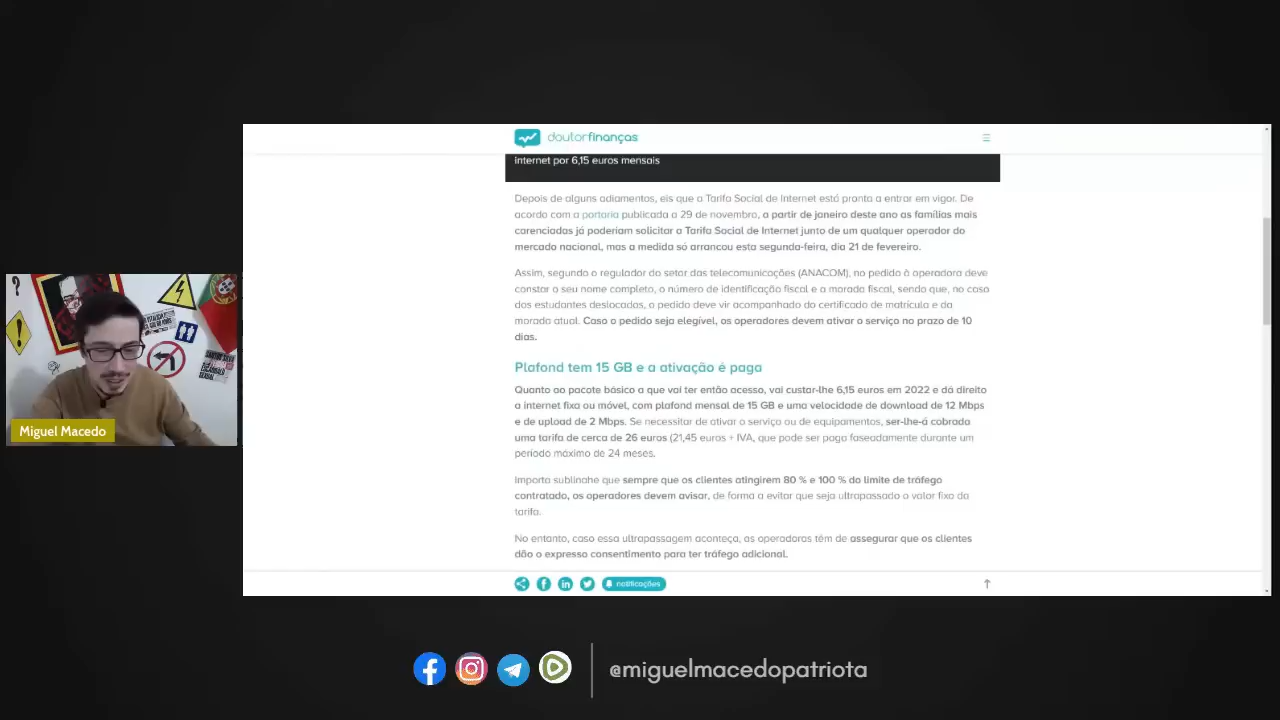 doutorfinanças
internet por 6,15 euros mensais
Depois de alguns adiamentos, eis que a Tarifa Social de Internet está pronta a entrar em vigor. De
acordo com a portaria publicada a 29 de novembro, a partir de janeiro deste ano as famílias mais
carenciadas já poderiam solicitar a Tarifa Social de Internet junto de um qualquer operador do
mercado nacional, mas a medida só arrancou esta segunda-feira, dia 21 de fevereiro.
Assim, segundo o regulador do setor das telecomunicações (ANACOM), no pedido à operadora deve
constar o seu nome completo, o número de identificação fiscal e a morada fiscal, sendo que, no caso
dos estudantes deslocados, o pedido deve vir acompanhado do certificado de matrícula e da
morada atual. Caso o pedido seja elegível, os operadores devem ativar o serviço no prazo de 10
dias.
Plafond tem 15 GB e a ativação é paga
Quanto ao pacote básico a que vai ter então acesso, vai custar-lhe 6,15 euros em 2022 e dá direito
a internet fixa ou móvel, com plafond mensal de 15 GB e uma velocidade de download de 12 Mbps
e de upload de 2 Mbps. Se necessitar de ativar o serviço ou de equipamentos, ser-lhe-á cobrada
uma tarifa de cerca de 26 euros (21,45 euros + IVA, que pode ser paga faseadamente durante um
período máximo de 24 meses.
Importa sublinahe que sempre que os clientes atingirem 80 % e 100 % do limite de tráfego
contratado, os operadores devem avisar, de forma a evitar que seja ultrapassado o valor fixo da
tarifa.
No entanto, caso essa ultrapassagem aconteça, as operadoras têm de assegurar que os clientes
dão o expresso consentimento para ter tráfego adicional.
notificações
Miguel Macedo
@miguelmacedopatriota